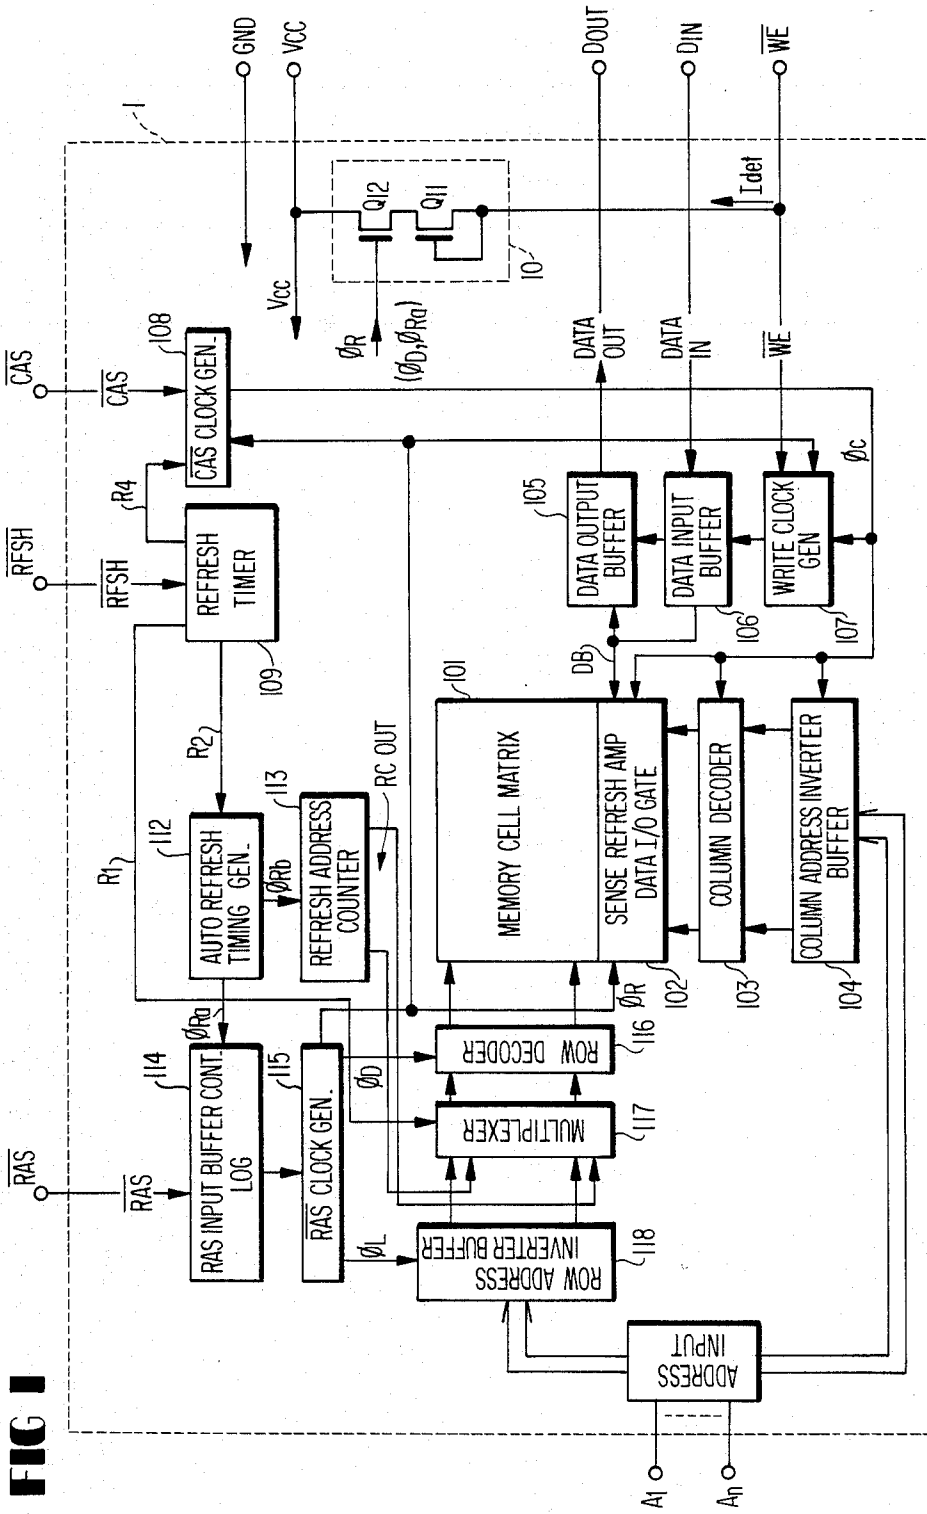 FIG 1
RAS
RFSH
CAS
GND
VCC
DOUT
DIN
WE
A1
An
1
RAS
RFSH
CAS
Vcc
RAS INPUT BUFFER CONT.
LOG
114
ØRa
AUTO REFRESH
TIMING GEN.
112
R2
R1
REFRESH
TIMER
109
R4
CAS CLOCK GEN.
108
RAS CLOCK GEN.
115
ØRb
REFRESH ADDRESS
COUNTER
113
RC OUT
ØL
ØD
ØR
(ØD,ØRa)
Q12
Q11
10
Idet
ROW ADDRESS
INVERTER BUFFER
118
MULTIPLEXER
117
ROW DECODER
116
ØR
MEMORY CELL MATRIX
101
SENSE REFRESH AMP
DATA I/O GATE
102
COLUMN DECODER
103
COLUMN ADDRESS INVERTER
BUFFER
104
DB
DATA OUTPUT
BUFFER
105
DATA
OUT
DATA INPUT
BUFFER
106
DATA
IN
WRITE CLOCK
GEN
107
WE
ØC
ADDRESS
INPUT